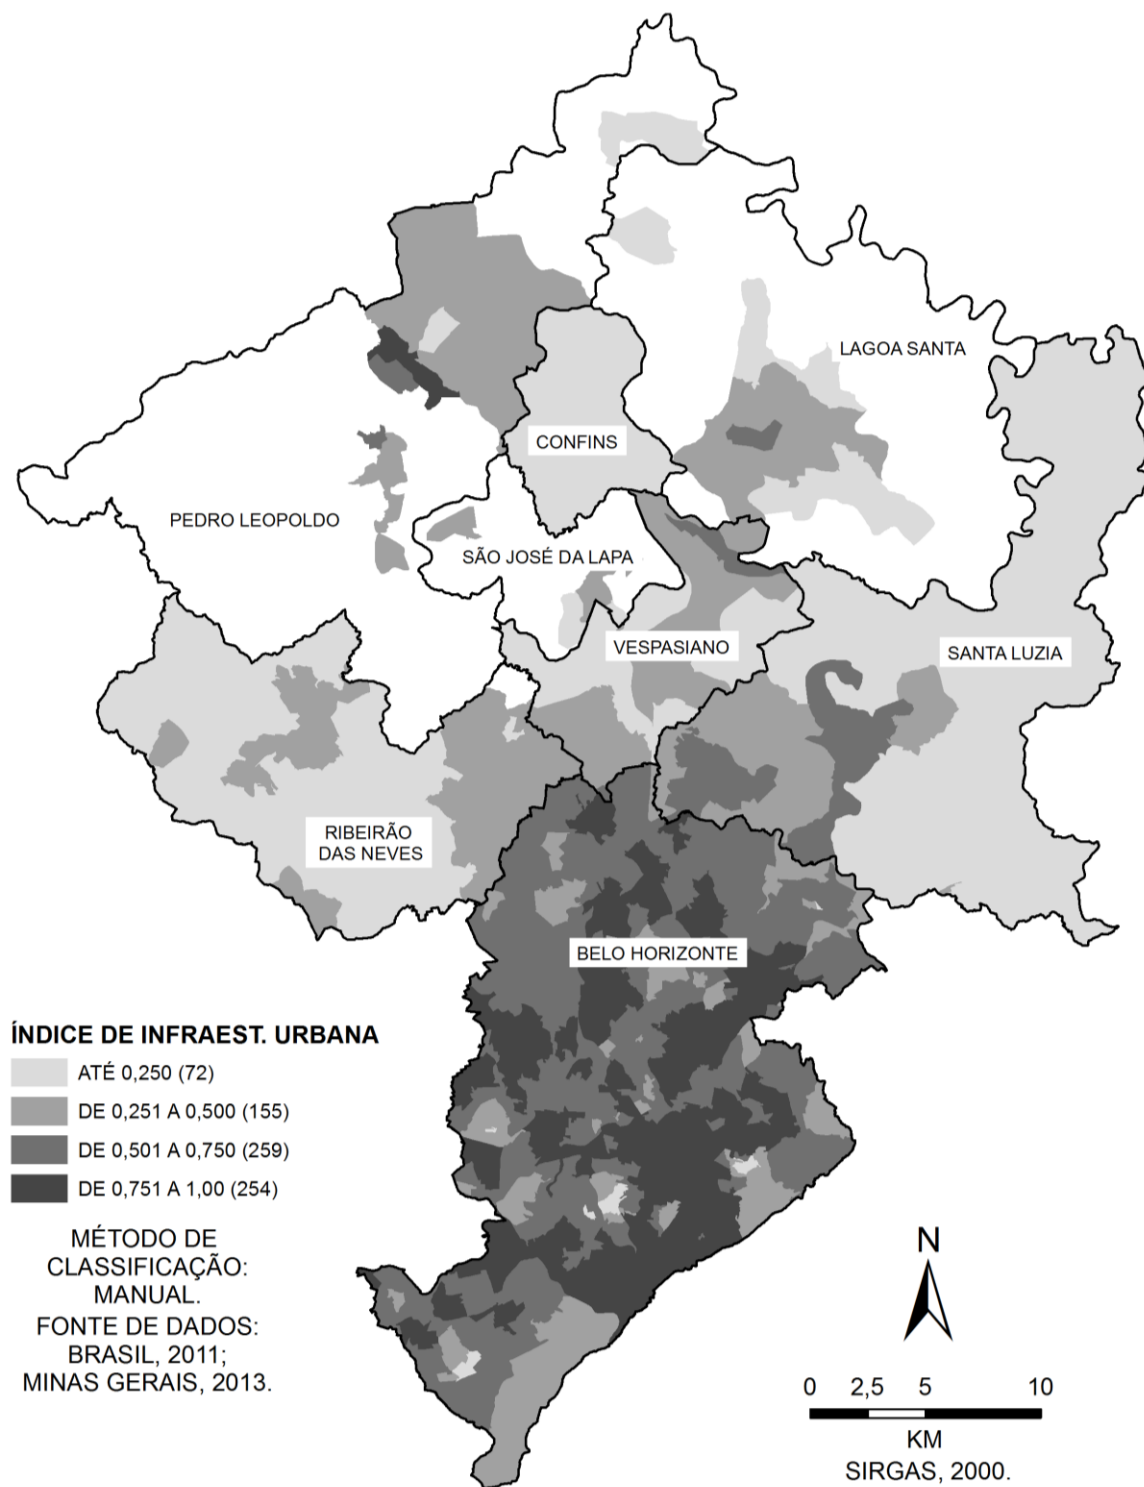 LAGOA SANTA
CONFINS
PEDRO LEOPOLDO
SÃO JOSÉ DA LAPA
VESPASIANO
SANTA LUZIA
RIBEIRÃO
DAS NEVES
BELO HORIZONTE
ÍNDICE DE INFRAEST. URBANA
ATÉ 0,250 (72)
DE 0,251 A 0,500 (155)
DE 0,501 A 0,750 (259)
DE 0,751 A 1,00 (254)
MÉTODO DE
CLASSIFICAÇÃO:
MANUAL.
FONTE DE DADOS:
BRASIL, 2011;
MINAS GERAIS, 2013.
N
0 2,5 5 10
KM
SIRGAS, 2000.